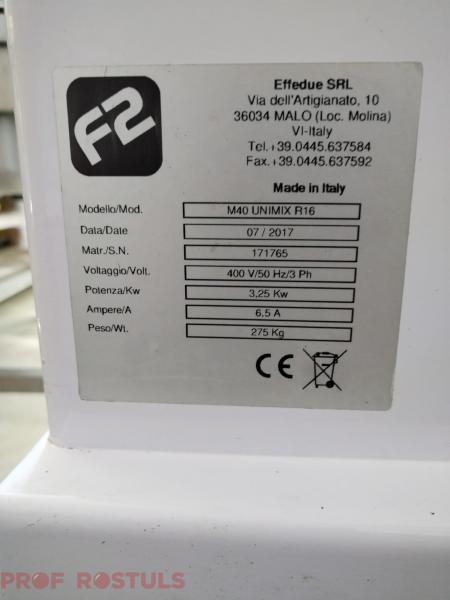 F2
Effedue SRL
Via dell'Artigianato, 10
36034 MALO (Loc. Molina)
VI-Italy
Tel.+39.0445.637584
Fax.+39.0445.637592
Made in Italy
Modello/Mod. M40 UNIMIX R16
Data/Date 07 / 2017
Matr./S.N. 171765
Voltaggio/Volt. 400 V/50 Hz/3 Ph
Potenza/Kw 3,25 Kw
Ampere/A 6,5 A
Peso/Wt. 275 Kg
CE
PROF ROSTULS